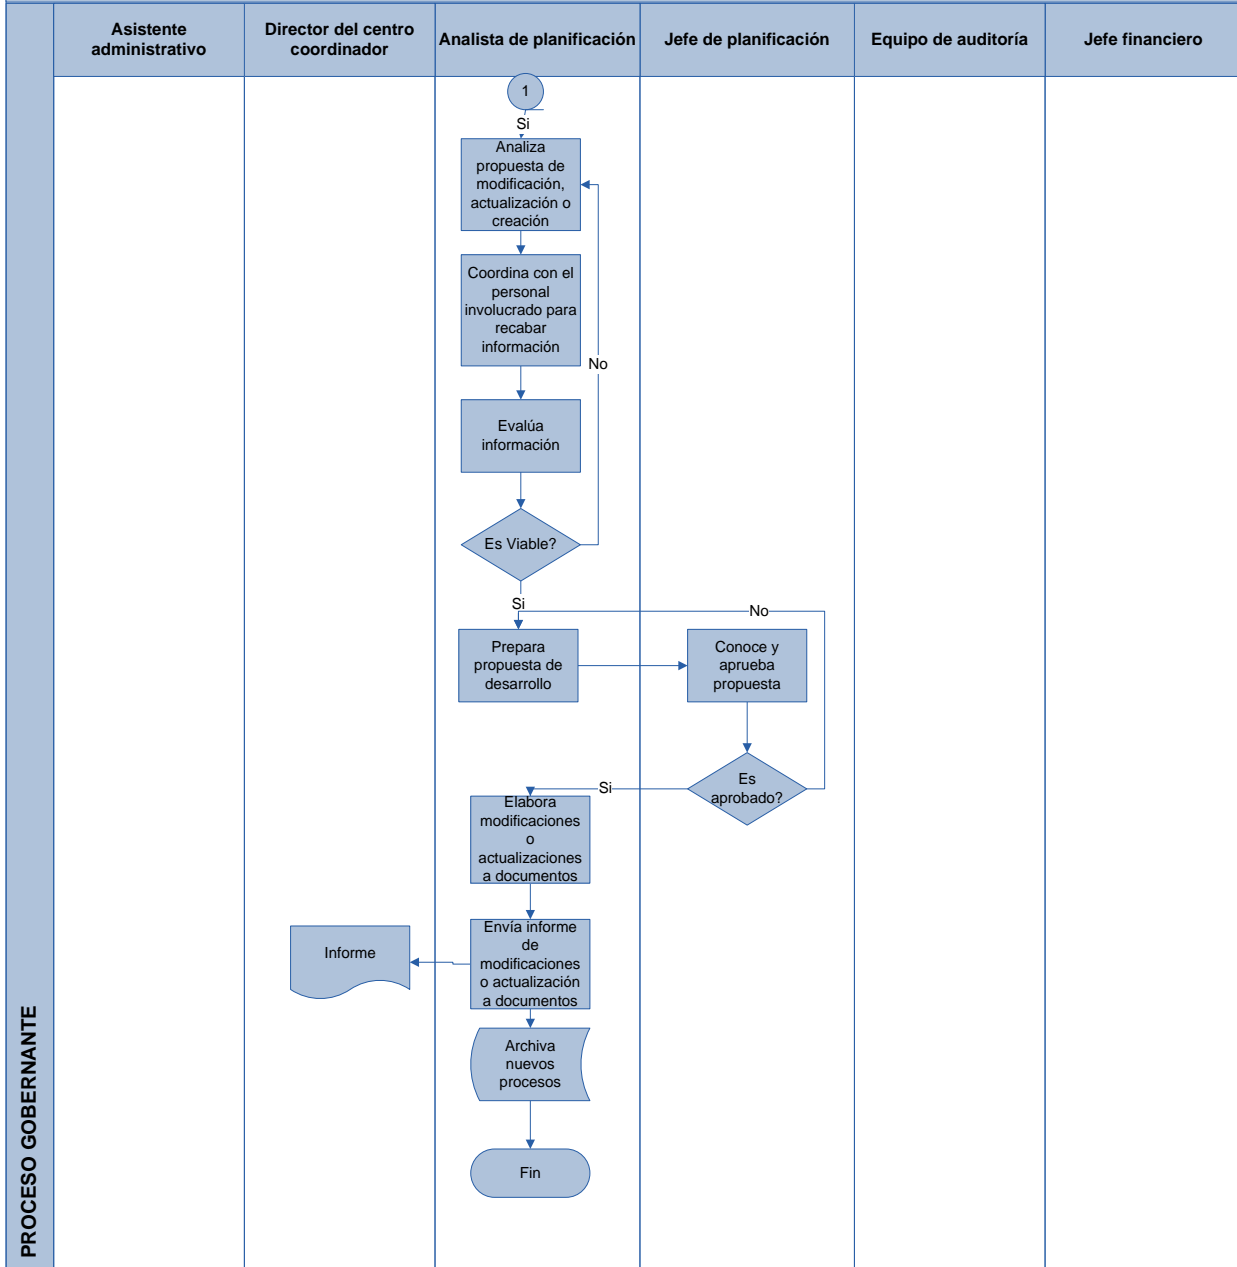 Asistente
administrativo
Director del centro
coordinador
Analista de planificación
Jefe de planificación
Equipo de auditoría
Jefe financiero
1
Si
Analiza
propuesta de
modificación,
actualización o
creación
Coordina con el
personal
involucrado para
recabar
información
No
Evalúa
información
Es Viable?
Si
No
Prepara
propuesta de
desarrollo
Conoce y
aprueba
propuesta
Es
aprobado?
Si
Elabora
modificaciones
o
actualizaciones
a documentos
Envía informe
de
modificaciones
o actualización
a documentos
Informe
Archiva
nuevos
procesos
Fin
PROCESO GOBERNANTE